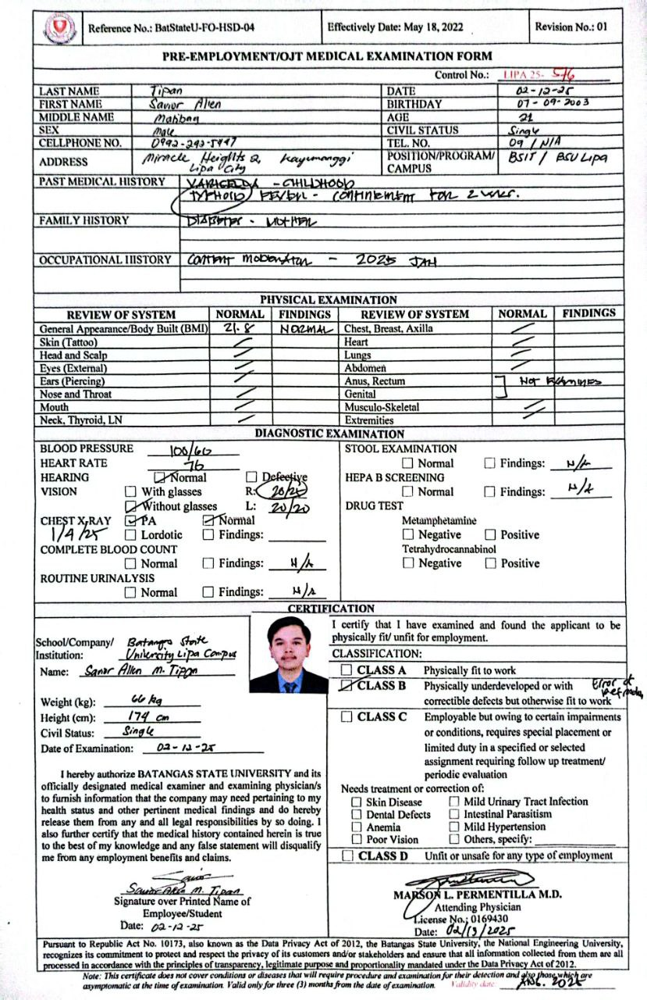 Reference No.: BatStateU-FO-HSD-04 Effectively Date: May 18, 2022 Revision No.: 01
PRE-EMPLOYMENT/OJT MEDICAL EXAMINATION FORM
Control No.: LIPA 25- 576
LAST NAME Tipan DATE 02-12-25
FIRST NAME Savior Allen BIRTHDAY 07-09-2003
MIDDLE NAME AGE 21
SEX Male CIVIL STATUS Single
CELLPHONE NO. 0992-292-5447 TEL. NO. 09 / N/A
ADDRESS Miracle Heights 2, Kayumanggi Lipa City POSITION/PROGRAM/ CAMPUS BSIT / BSU Lipa
PAST MEDICAL HISTORY VARICELLA - CHILDHOOD
TYPHOID FEVER - CONFINEMENT FOR 2 WKS.
FAMILY HISTORY DIABETES - MOTHER
OCCUPATIONAL HISTORY CONTENT MODERATOR - 2025 JAN
PHYSICAL EXAMINATION
REVIEW OF SYSTEM NORMAL FINDINGS REVIEW OF SYSTEM NORMAL FINDINGS
General Appearance/Body Built (BMI) 21.8 NORMAL Chest, Breast, Axilla
Skin (Tattoo) Heart
Head and Scalp Lungs
Eyes (External) Abdomen
Ears (Piercing) Anus, Rectum NOT EXAMINED
Nose and Throat Genital
Mouth Musculo-Skeletal
Neck, Thyroid, LN Extremities
DIAGNOSTIC EXAMINATION
BLOOD PRESSURE 100/60
HEART RATE 76
HEARING Normal Defective
VISION With glasses R: 20/25
Without glasses L: 20/20
CHEST X-RAY PA Normal
1/4/25 Lordotic Findings:
COMPLETE BLOOD COUNT
Normal Findings: N/A
ROUTINE URINALYSIS
Normal Findings: N/A
STOOL EXAMINATION
Normal Findings: N/A
HEPA B SCREENING
Normal Findings: N/A
DRUG TEST
Metamphetamine
Negative Positive
Tetrahydrocannabinol
Negative Positive
CERTIFICATION
School/Company/ Batangas State
Institution: University Lipa Campus
Name: Savior Allen M. Tipan
Weight (kg): 66 kg
Height (cm): 174 cm
Civil Status: Single
Date of Examination: 02-12-25
I hereby authorize BATANGAS STATE UNIVERSITY and its
officially designated medical examiner and examining physician/s
to furnish information that the company may need pertaining to my
health status and other pertinent medical findings and do hereby
release them from any and all legal responsibilities by so doing. I
also further certify that the medical history contained herein is true
to the best of my knowledge and any false statement will disqualify
me from any employment benefits and claims.
Savior Allen M. Tipan
Signature over Printed Name of
Employee/Student
Date: 02-12-25
I certify that I have examined and found the applicant to be
physically fit/ unfit for employment.
CLASSIFICATION:
CLASS A Physically fit to work
CLASS B Physically underdeveloped or with Error of
correctible defects but otherwise fit to work
CLASS C Employable but owing to certain impairments
or conditions, requires special placement or
limited duty in a specified or selected
assignment requiring follow up treatment/
periodic evaluation
Needs treatment or correction of:
Skin Disease Mild Urinary Tract Infection
Dental Defects Intestinal Parasitism
Anemia Mild Hypertension
Poor Vision Others, specify:
CLASS D Unfit or unsafe for any type of employment
MARSON L. PERMENTILLA M.D.
Attending Physician
License No.: 0169430
Date: 02/13/2025
Pursuant to Republic Act No. 10173, also known as the Data Privacy Act of 2012, the Batangas State University, the National Engineering University,
recognizes its commitment to protect and respect the privacy of its customers and/or stakeholders and ensure that all information collected from them are all
processed in accordance with the principles of transparency, legitimate purpose and proportionality mandated under the Data Privacy Act of 2012.
Note: This certificate does not cover conditions or diseases that will require procedure and examination for their detection and also those which are
asymptomatic at the time of examination. Valid only for three (3) months from the date of examination. Validity date: 2025